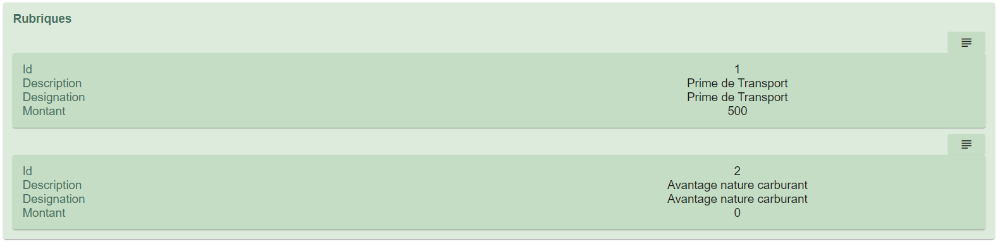 Rubriques
Id 1
Description Prime de Transport
Designation Prime de Transport
Montant 500
Id 2
Description Avantage nature carburant
Designation Avantage nature carburant
Montant 0